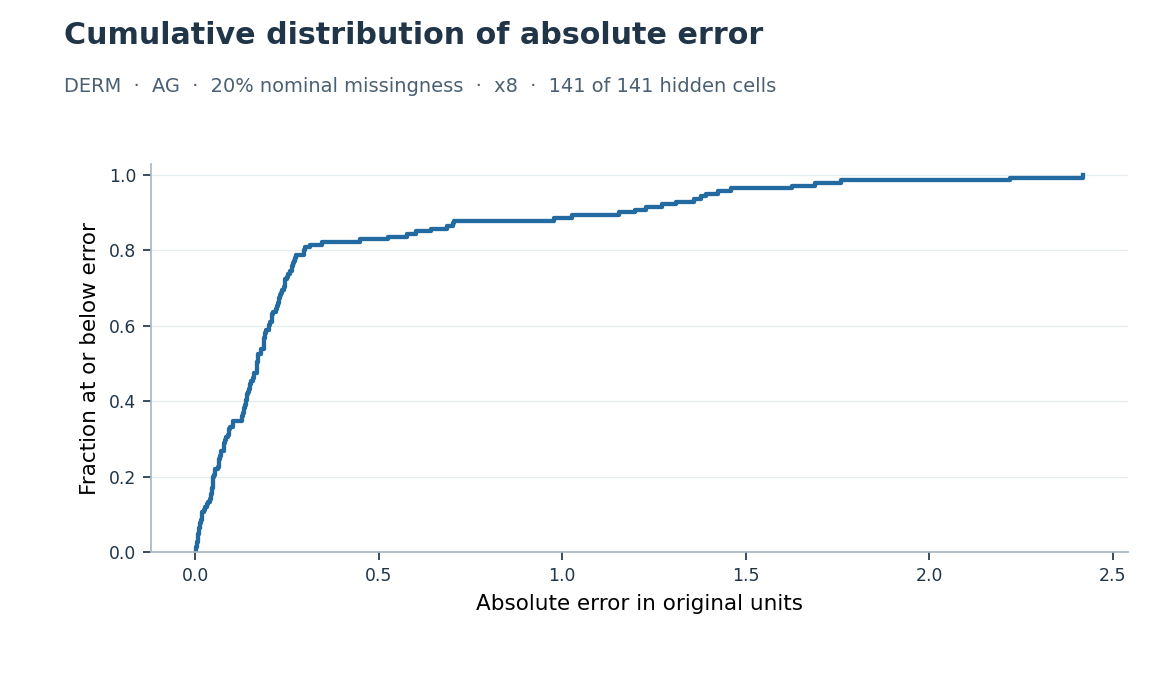 Cumulative distribution of absolute error
DERM · AG · 20% nominal missingness · x8 · 141 of 141 hidden cells
Fraction at or below error
1.0
0.8
0.6
0.4
0.2
0.0
0.0 0.5 1.0 1.5 2.0 2.5
Absolute error in original units